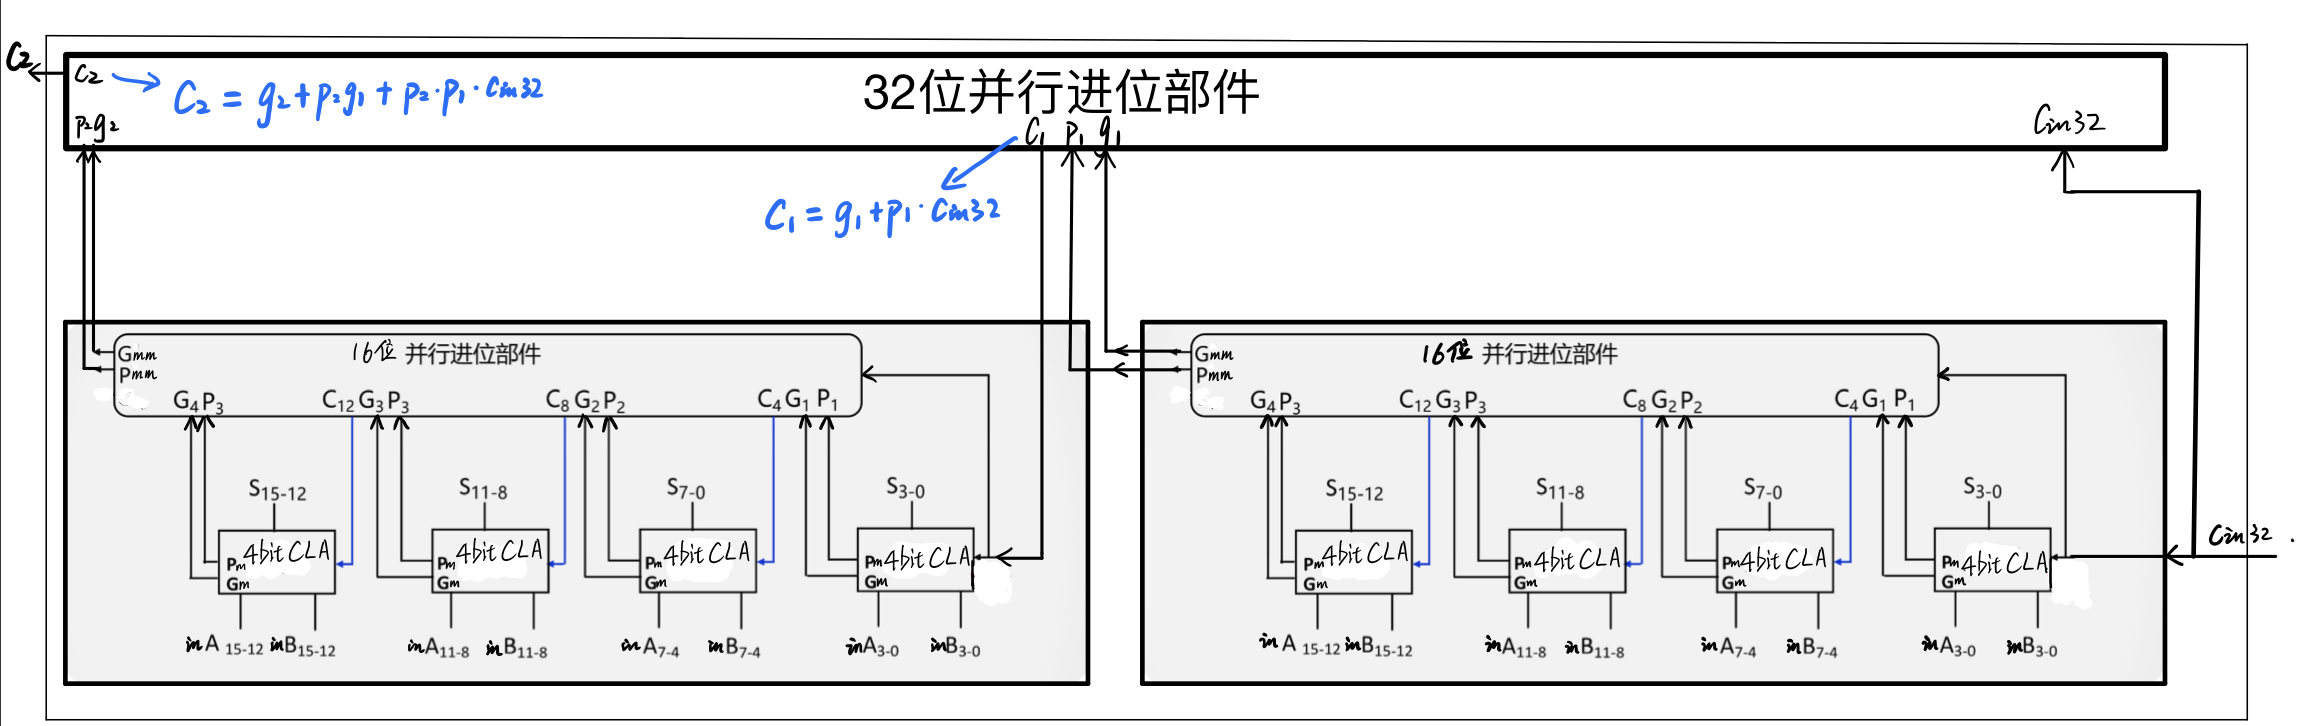 C2
C2
C2 = g2 + p2g1 + p2·p1·Cin32
32位并行进位部件
p2 g2
C1 p1 g1
Cin32
C1 = g1 + p1·Cin32
Gmm
Pmm
16位 并行进位部件
G4 P3 C12 G3 P3 C8 G2 P2 C4 G1 P1
S15-12 S11-8 S7-0 S3-0
Pm 4bit CLA Pm 4bit CLA Pm 4bit CLA Pm 4bit CLA
Gm Gm Gm Gm
inA 15-12 inB15-12 inA11-8 inB11-8 inA7-4 inB7-4 inA3-0 inB3-0
Gmm
Pmm
16位 并行进位部件
G4 P3 C12 G3 P3 C8 G2 P2 C4 G1 P1
S15-12 S11-8 S7-0 S3-0
Pm 4bit CLA Pm 4bit CLA Pm 4bit CLA Pm 4bit CLA
Gm Gm Gm Gm
inA 15-12 inB15-12 inA11-8 inB11-8 inA7-4 inB7-4 inA3-0 inB3-0
Cin32 .